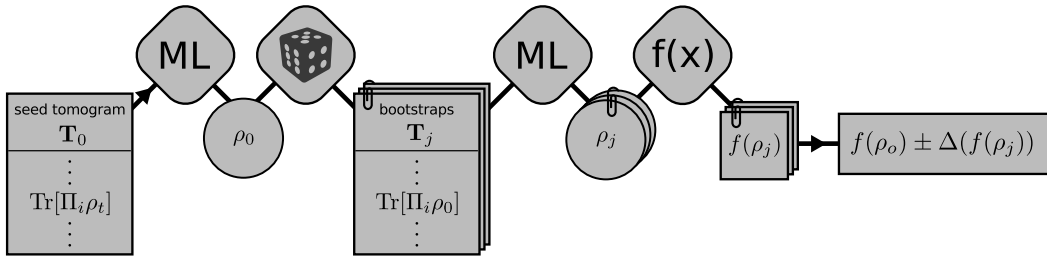 seed tomogram
T₀
⋮
Tr[Πᵢρₜ]
⋮
ML
ρ₀
bootstraps
Tⱼ
⋮
Tr[Πᵢρ₀]
⋮
ML
ρⱼ
f(x)
f(ρⱼ)
f(ρₒ) ± Δ(f(ρⱼ))